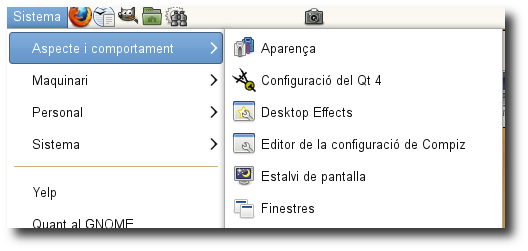 Sistema
Aspecte i comportament
Maquinari
Personal
Sistema
Yelp
Quant al GNOME
Aparença
Configuració del Qt 4
Desktop Effects
Editor de la configuració de Compiz
Estalvi de pantalla
Finestres